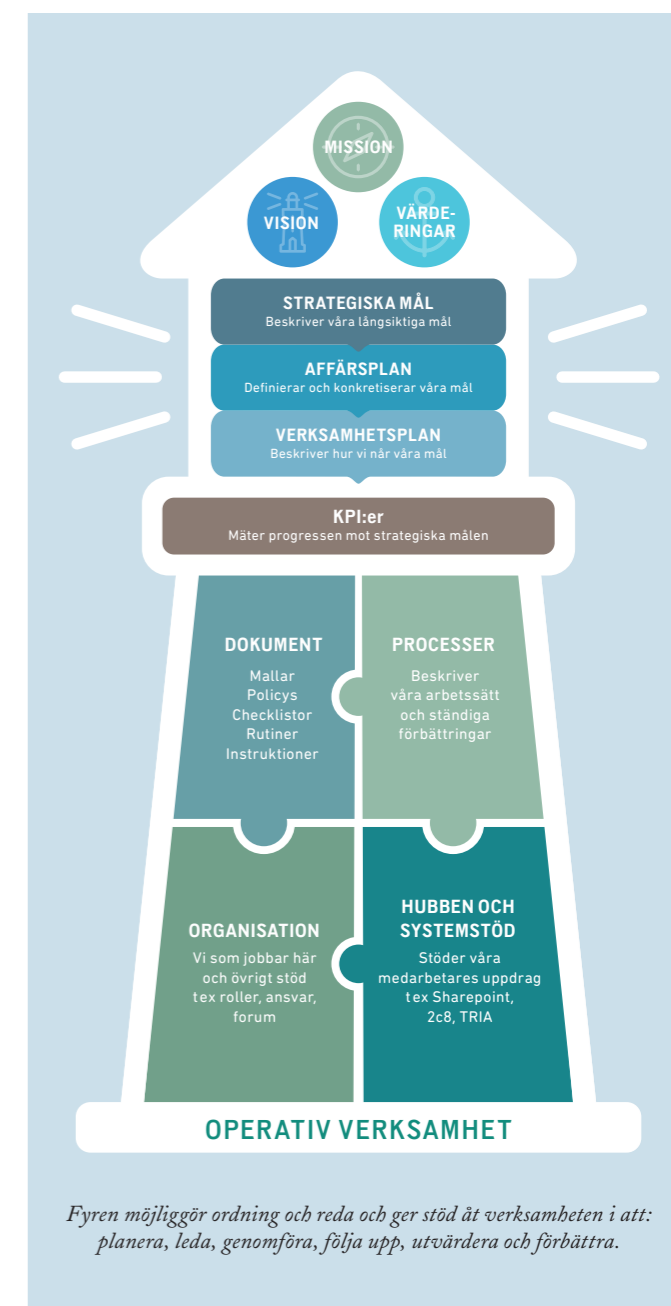 MISSION
VISION
VÄRDE-
RINGAR
STRATEGISKA MÅL
Beskriver våra långsiktiga mål
AFFÄRSPLAN
Definierar och konkretiserar våra mål
VERKSAMHETSPLAN
Beskriver hur vi når våra mål
KPI:er
Mäter progressen mot strategiska målen
DOKUMENT
Mallar
Policys
Checklistor
Rutiner
Instruktioner
PROCESSER
Beskriver
våra arbetssätt
och ständiga
förbättringar
ORGANISATION
Vi som jobbar här
och övrigt stöd
tex roller, ansvar,
forum
HUBBEN OCH
SYSTEMSTÖD
Stöder våra
medarbetares uppdrag
tex Sharepoint,
2c8, TRIA
OPERATIV VERKSAMHET
Fyren möjliggör ordning och reda och ger stöd åt verksamheten i att:
planera, leda, genomföra, följa upp, utvärdera och förbättra.